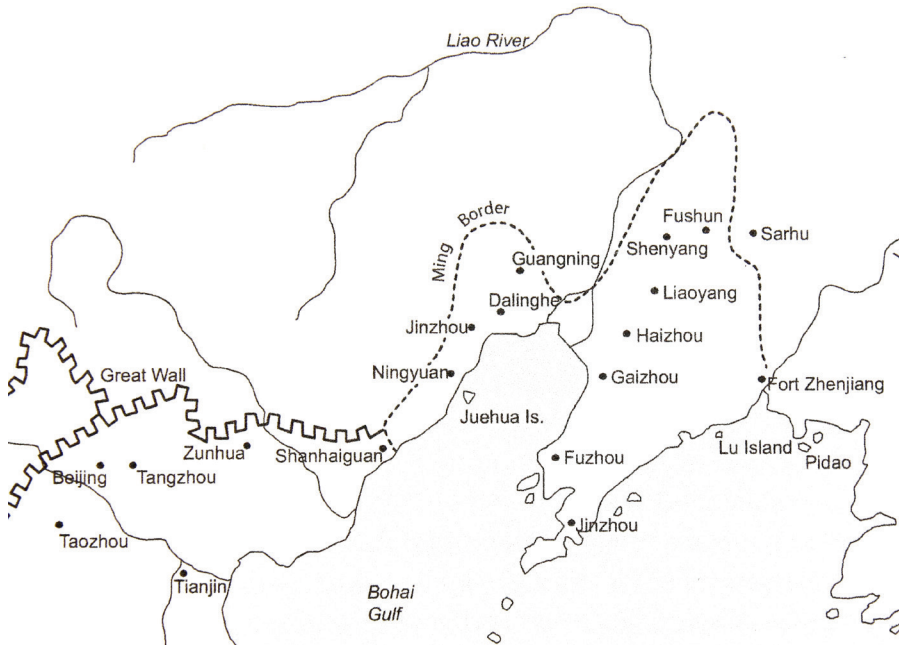 Liao River
Ming Border
Fushun
Shenyang
Sarhu
Guangning
Dalinghe
Liaoyang
Jinzhou
Haizhou
Ningyuan
Gaizhou
Fort Zhenjiang
Great Wall
Juehua Is.
Zunhua
Shanhaiguan
Lu Island
Pidao
Beijing
Tangzhou
Fuzhou
Taozhou
Jinzhou
Tianjin
Bohai
Gulf